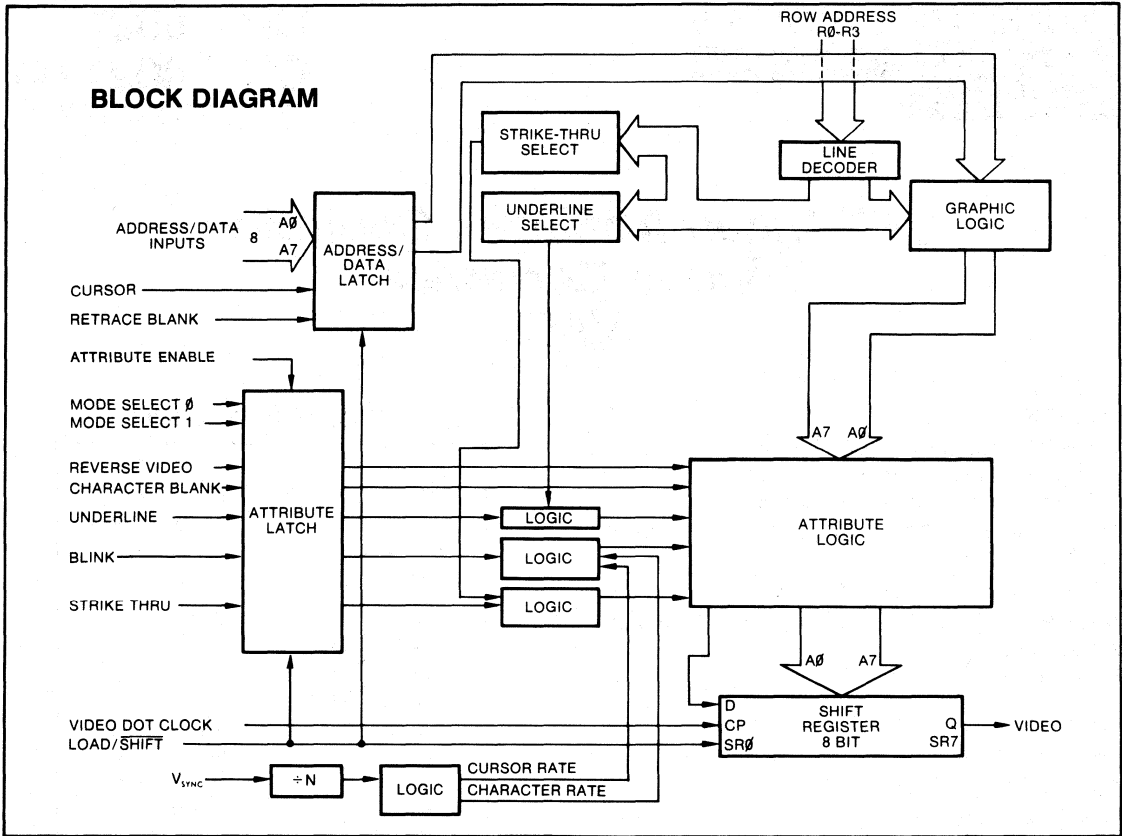 ROW ADDRESS
RØ-R3
BLOCK DIAGRAM
STRIKE-THRU
SELECT
LINE
DECODER
UNDERLINE
SELECT
GRAPHIC
LOGIC
ADDRESS/DATA
INPUTS
8
AØ
A7
ADDRESS/
DATA
LATCH
CURSOR
RETRACE BLANK
ATTRIBUTE ENABLE
MODE SELECT Ø
MODE SELECT 1
REVERSE VIDEO
CHARACTER BLANK
UNDERLINE
BLINK
STRIKE THRU
ATTRIBUTE
LATCH
LOGIC
LOGIC
LOGIC
A7 AØ
ATTRIBUTE
LOGIC
AØ A7
VIDEO DOT CLOCK
LOAD/SHIFT
D
CP
SRØ
SHIFT
REGISTER
8 BIT
Q
SR7
VIDEO
VSYNC
÷N
LOGIC
CURSOR RATE
CHARACTER RATE